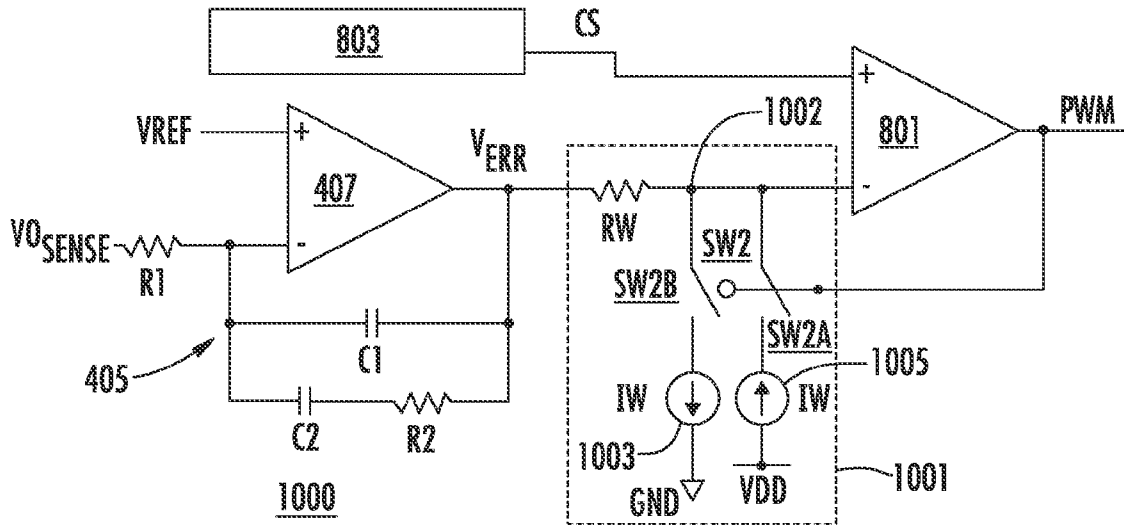 803
CS
VREF
+
407
-
VERR
VOSENSE
R1
405
C1
C2
R2
1000
1002
RW
SW2
SW2B
SW2A
+
801
-
PWM
IW
IW
1003
1005
GND
VDD
1001